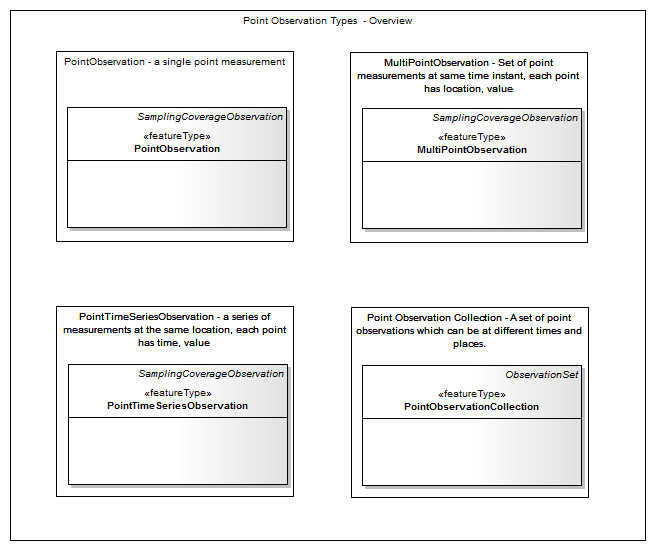 Point Observation Types - Overview
PointObservation - a single point measurement
SamplingCoverageObservation
«featureType»
PointObservation
MultiPointObservation - Set of point
measurements at same time instant, each point
has location, value
SamplingCoverageObservation
«featureType»
MultiPointObservation
PointTimeSeriesObservation - a series of
measurements at the same location, each point
has time, value
SamplingCoverageObservation
«featureType»
PointTimeSeriesObservation
Point Observation Collection - A set of point
observations which can be at different times and
places.
ObservationSet
«featureType»
PointObservationCollection